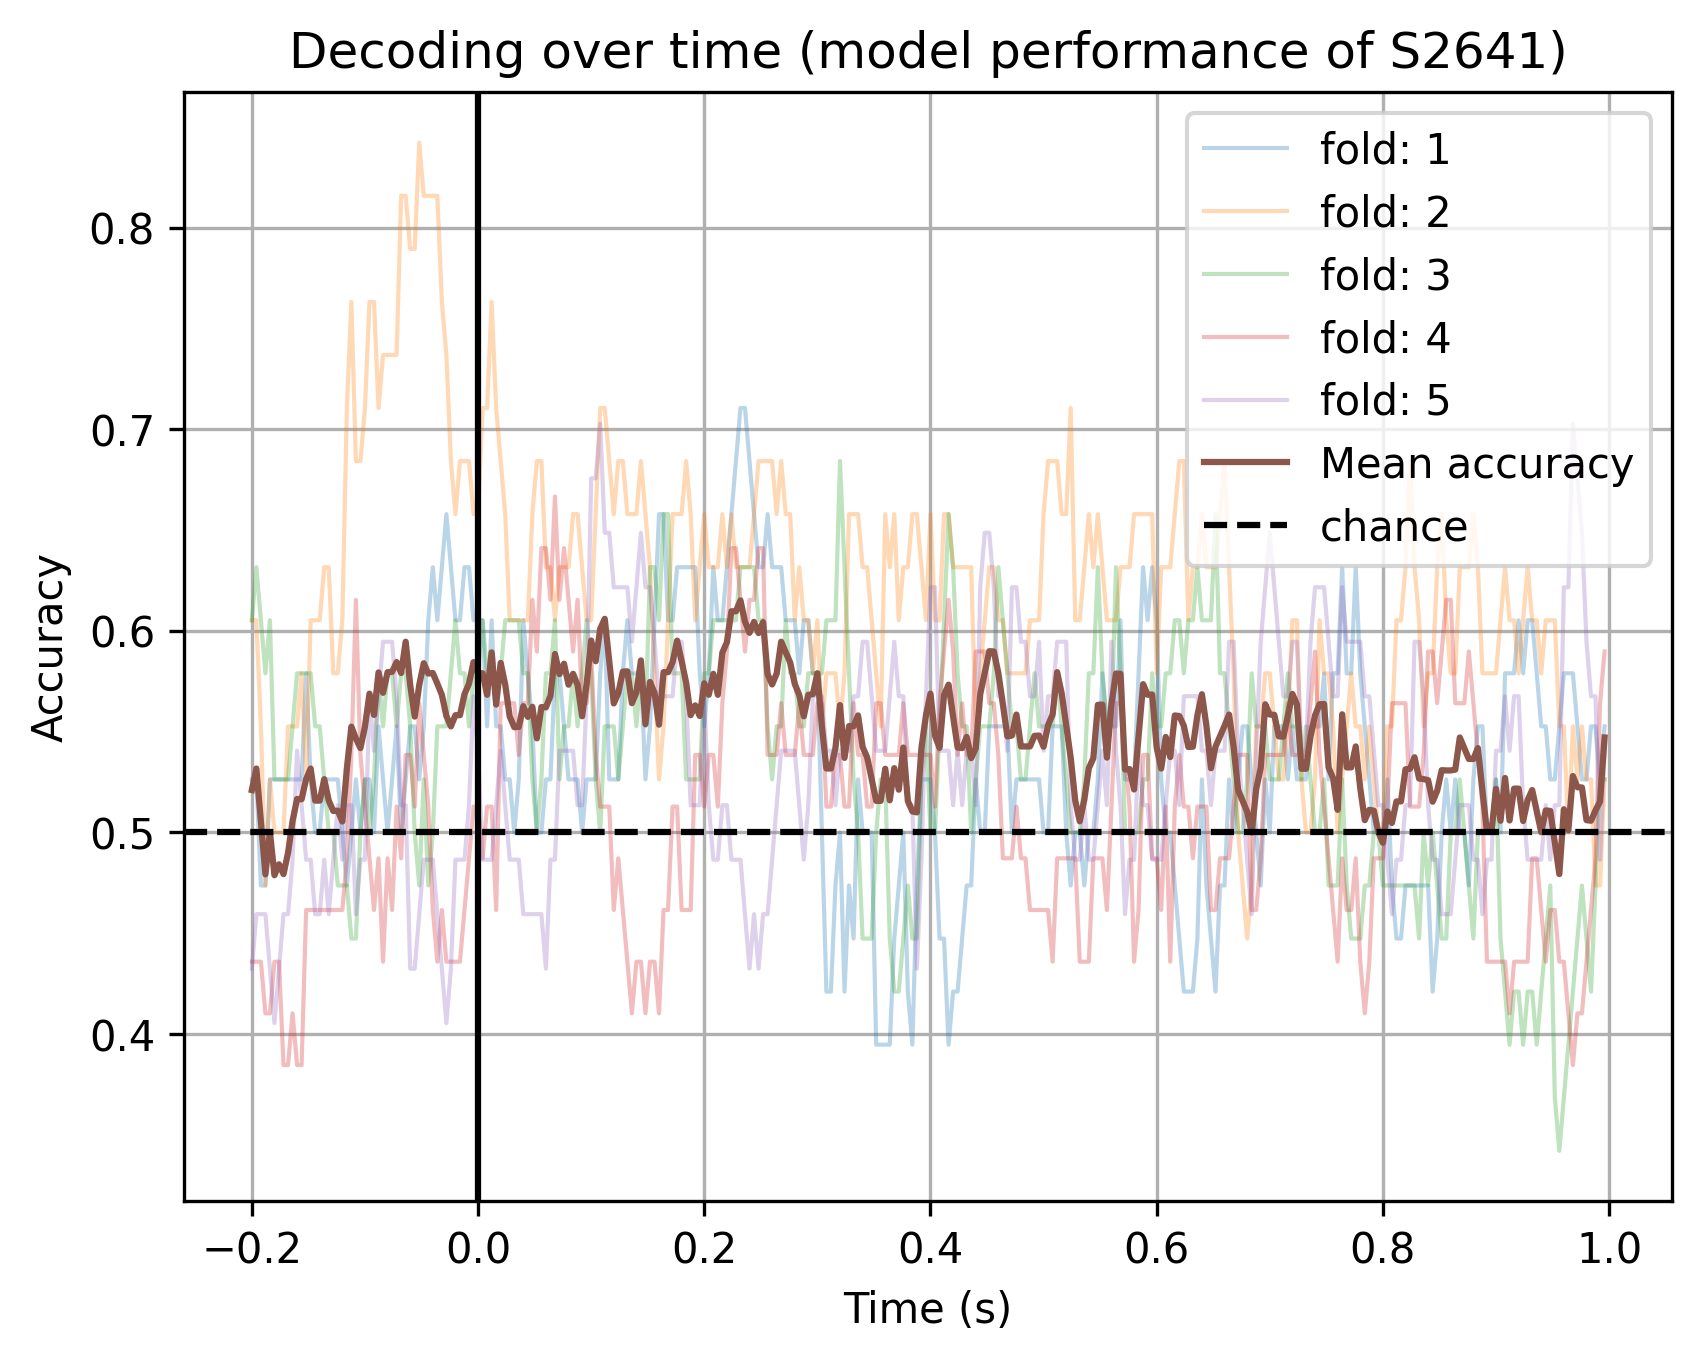 Decoding over time (model performance of S2641)
fold: 1
fold: 2
fold: 3
fold: 4
fold: 5
Mean accuracy
chance
Accuracy
0.8
0.7
0.6
0.5
0.4
−0.2 0.0 0.2 0.4 0.6 0.8 1.0
Time (s)